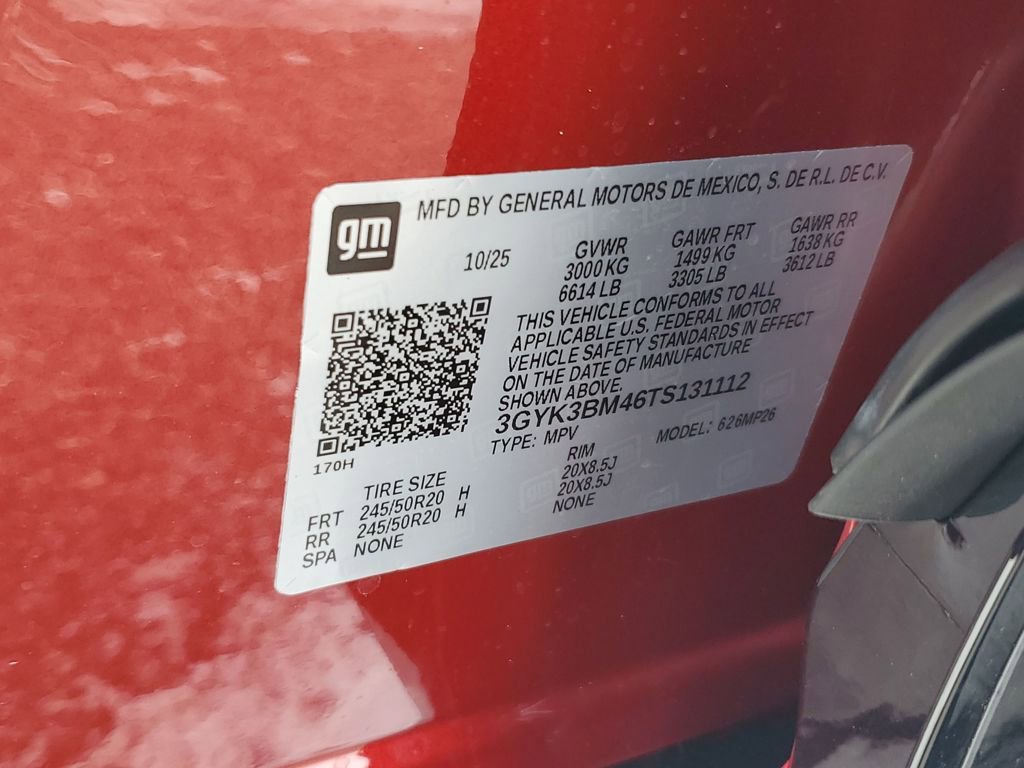 gm
MFD BY GENERAL MOTORS DE MEXICO, S. DE R.L. DE C.V.
10/25
GVWR
3000 KG
6614 LB
GAWR FRT
1499 KG
3305 LB
GAWR RR
1638 KG
3612 LB
THIS VEHICLE CONFORMS TO ALL
APPLICABLE U.S. FEDERAL MOTOR
VEHICLE SAFETY STANDARDS IN EFFECT
ON THE DATE OF MANUFACTURE
SHOWN ABOVE.
3GYK3BM46TS131112
TYPE: MPV
MODEL: 626MP26
170H
TIRE SIZE RIM
FRT 245/50R20 H 20X8.5J
RR 245/50R20 H 20X8.5J
SPA NONE NONE